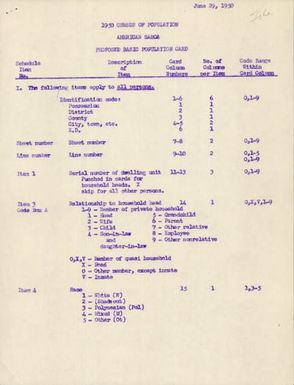 June 29, 1950
1950 CENSUS OF POPULATION
AMERICAN SAMOA
PROPOSED BASIC POPULATION CARD
Schedule Item No. Description of Item Card Column Numbers No. of Columns per Item Code Range Within Card Column
I. The following items apply to all persons.
Identification code: 1-6 6 0,1-9
Possession 1 1
District 2 1
County 3 1
City, town, etc. 4-5 2
E.D. 6 1
Sheet number Sheet number 7-8 2 0,1-9
Line number Line number 9-10 2 0,1-5
0,1-9
Item 1 Serial number of dwelling unit 11-13 3 0,1-9
Punched in cards for
household heads. X
skip for all other persons.
Item 3 Relationship to household head 14 1 0,X,V,1-9
Code Box A 1-9 - Number of private household
1 - Head 5 - Grandchild
2 - Wife 6 - Parent
3 - Child 7 - Other relative
4 - Son-in-law 8 - Employee
and 9 - Other nonrelative
daughter-in-law
0,X,V - Number of quasi household
X - Head
0 - Other member, except inmate
V - Inmate
Item 4 Race 15 1 1,3-5
1 - White (W)
2 - (Shadeout)
3 - Polynesian (Pol)
4 - Mixed (M)
5 - Other (Ot)